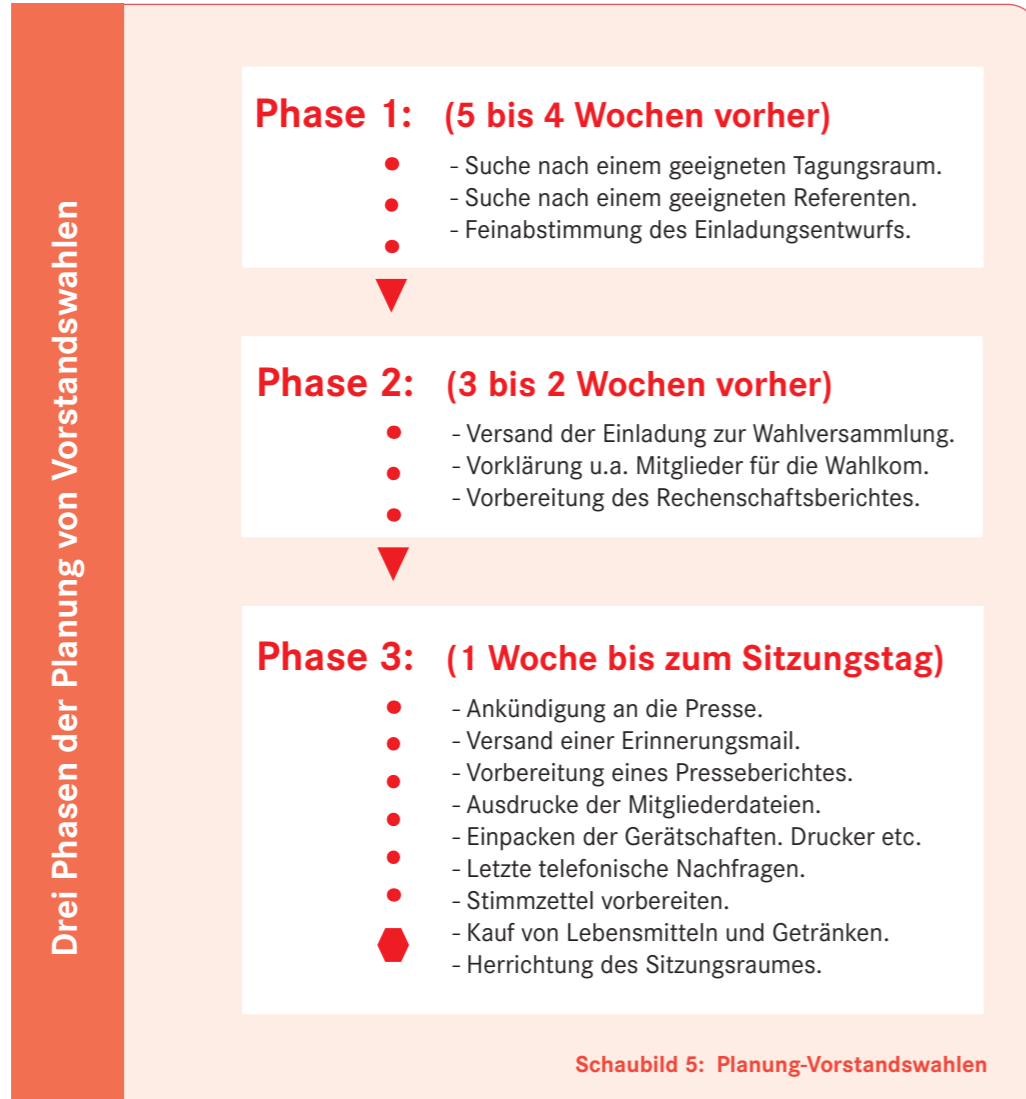 Drei Phasen der Planung von Vorstandswahlen
Phase 1: (5 bis 4 Wochen vorher)
- Suche nach einem geeigneten Tagungsraum.
- Suche nach einem geeigneten Referenten.
- Feinabstimmung des Einladungsentwurfs.
Phase 2: (3 bis 2 Wochen vorher)
- Versand der Einladung zur Wahlversammlung.
- Vorklärung u.a. Mitglieder für die Wahlkom.
- Vorbereitung des Rechenschaftsberichtes.
Phase 3: (1 Woche bis zum Sitzungstag)
- Ankündigung an die Presse.
- Versand einer Erinnerungsmail.
- Vorbereitung eines Presseberichtes.
- Ausdrucke der Mitgliederdateien.
- Einpacken der Gerätschaften. Drucker etc.
- Letzte telefonische Nachfragen.
- Stimmzettel vorbereiten.
- Kauf von Lebensmitteln und Getränken.
- Herrichtung des Sitzungsraumes.
Schaubild 5: Planung-Vorstandswahlen